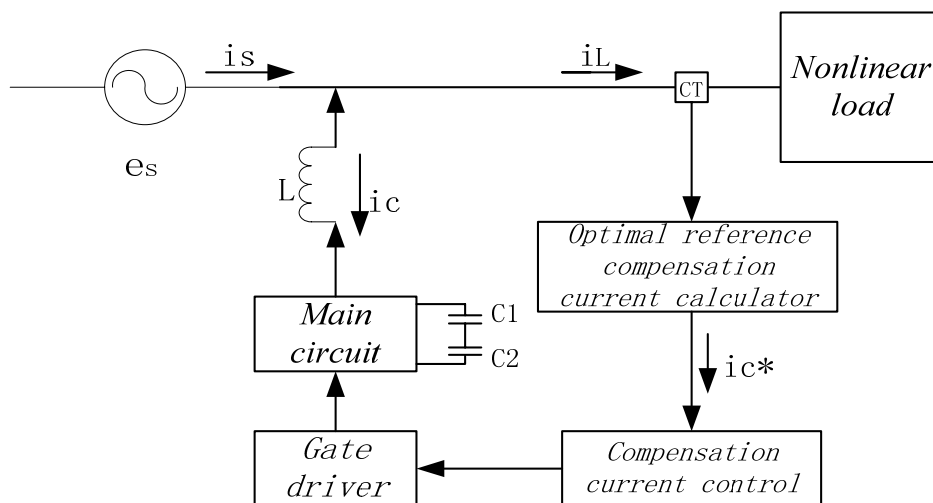 is
iL
CT
Nonlinear
load
es
L
ic
Optimal reference
compensation
current calculator
Main
circuit
C1
C2
ic*
Gate
driver
Compensation
current control